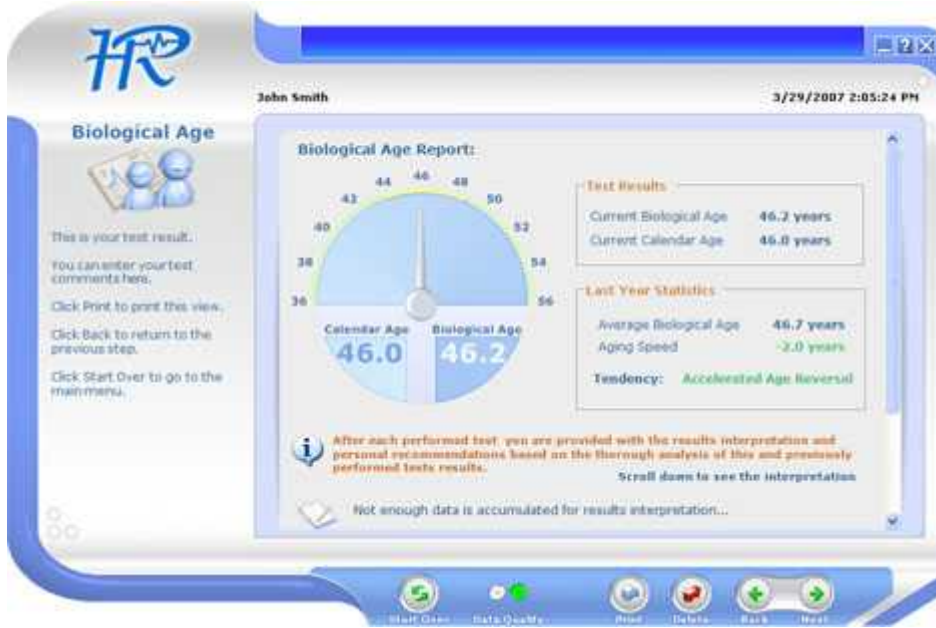 HR
John Smith
3/29/2007 2:05:24 PM
Biological Age
This is your test result.
You can enter your test
comments here.
Click Print to print this view.
Click Back to return to the
previous step.
Click Start Over to go to the
main menu.
Biological Age Report:
36
38
40
42
44
46
48
50
52
54
56
Calendar Age
46.0
Biological Age
46.2
Test Results
Current Biological Age 46.2 years
Current Calendar Age 46.0 years
Last Year Statistics
Average Biological Age 46.7 years
Aging Speed -2.0 years
Tendency: Accelerated Age Reversal
After each performed test you are provided with the results interpretation and
personal recommendations based on the thorough analysis of this and previously
performed tests results.
Scroll down to see the interpretation
Not enough data is accumulated for results interpretation...
Start Over
Data Quality
Print
Delete
Back
Next